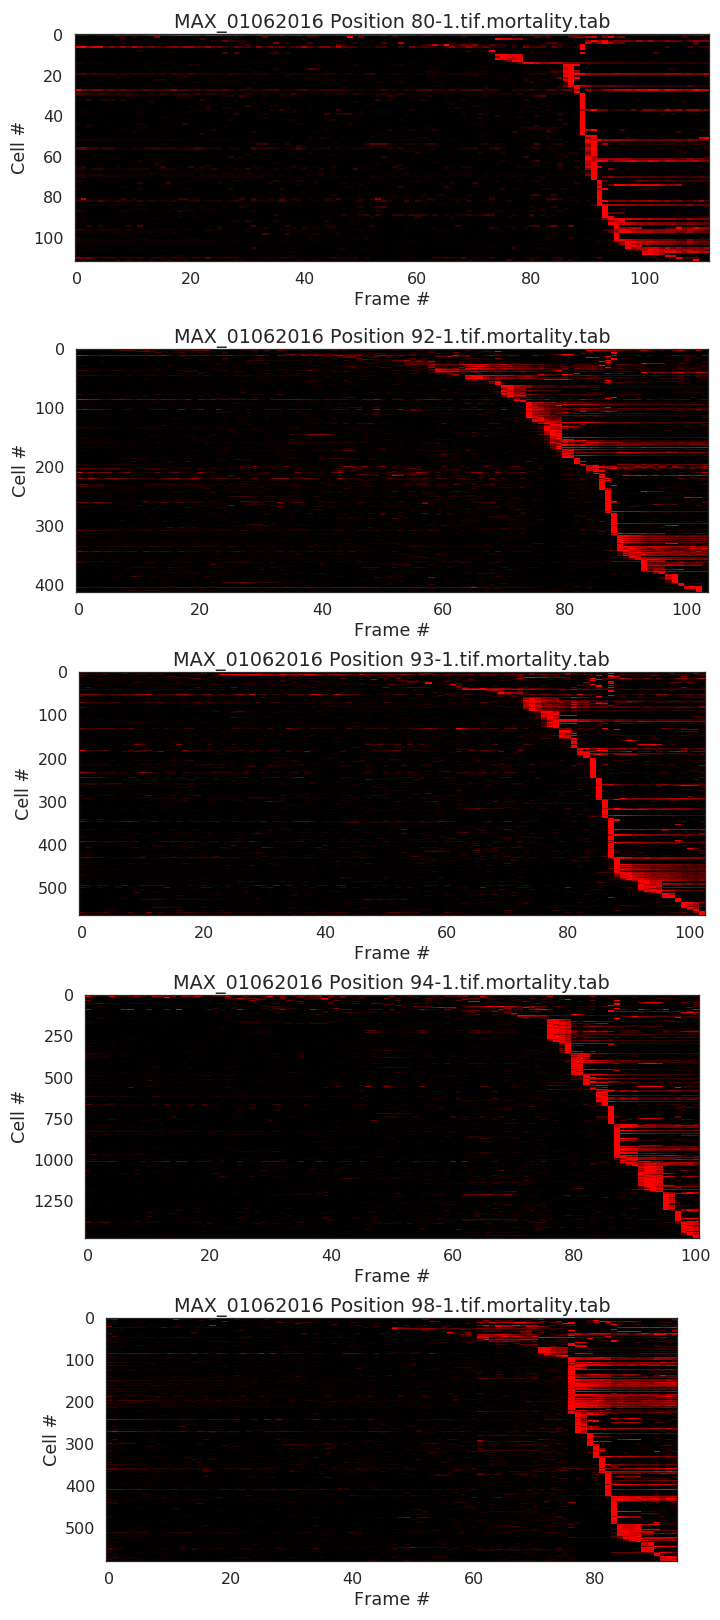 MAX_01062016 Position 80-1.tif.mortality.tab
0
20
40
60
80
100
Cell #
0 20 40 60 80 100
Frame #
MAX_01062016 Position 92-1.tif.mortality.tab
0
100
200
300
400
Cell #
0 20 40 60 80 100
Frame #
MAX_01062016 Position 93-1.tif.mortality.tab
0
100
200
300
400
500
Cell #
0 20 40 60 80 100
Frame #
MAX_01062016 Position 94-1.tif.mortality.tab
0
250
500
750
1000
1250
Cell #
0 20 40 60 80 100
Frame #
MAX_01062016 Position 98-1.tif.mortality.tab
0
100
200
300
400
500
Cell #
0 20 40 60 80
Frame #